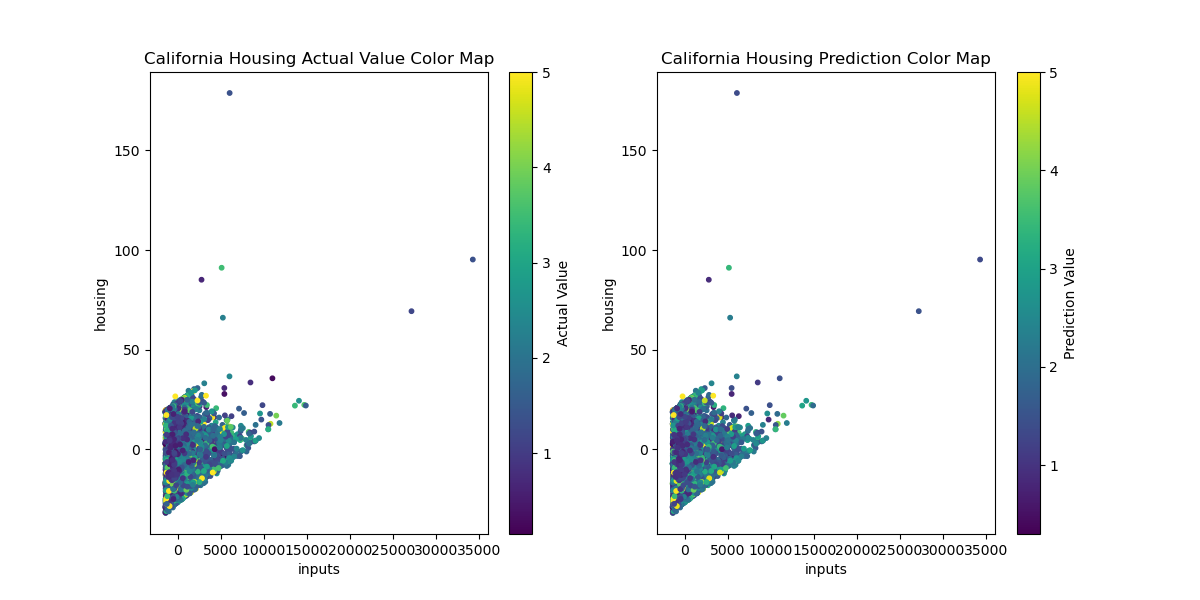 California Housing Actual Value Color Map
150
100
50
0
housing
0 5000 10000 15000 20000 25000 30000 35000
inputs
5
4
3
2
1
Actual Value
California Housing Prediction Color Map
150
100
50
0
housing
0 5000 10000 15000 20000 25000 30000 35000
inputs
5
4
3
2
1
Prediction Value